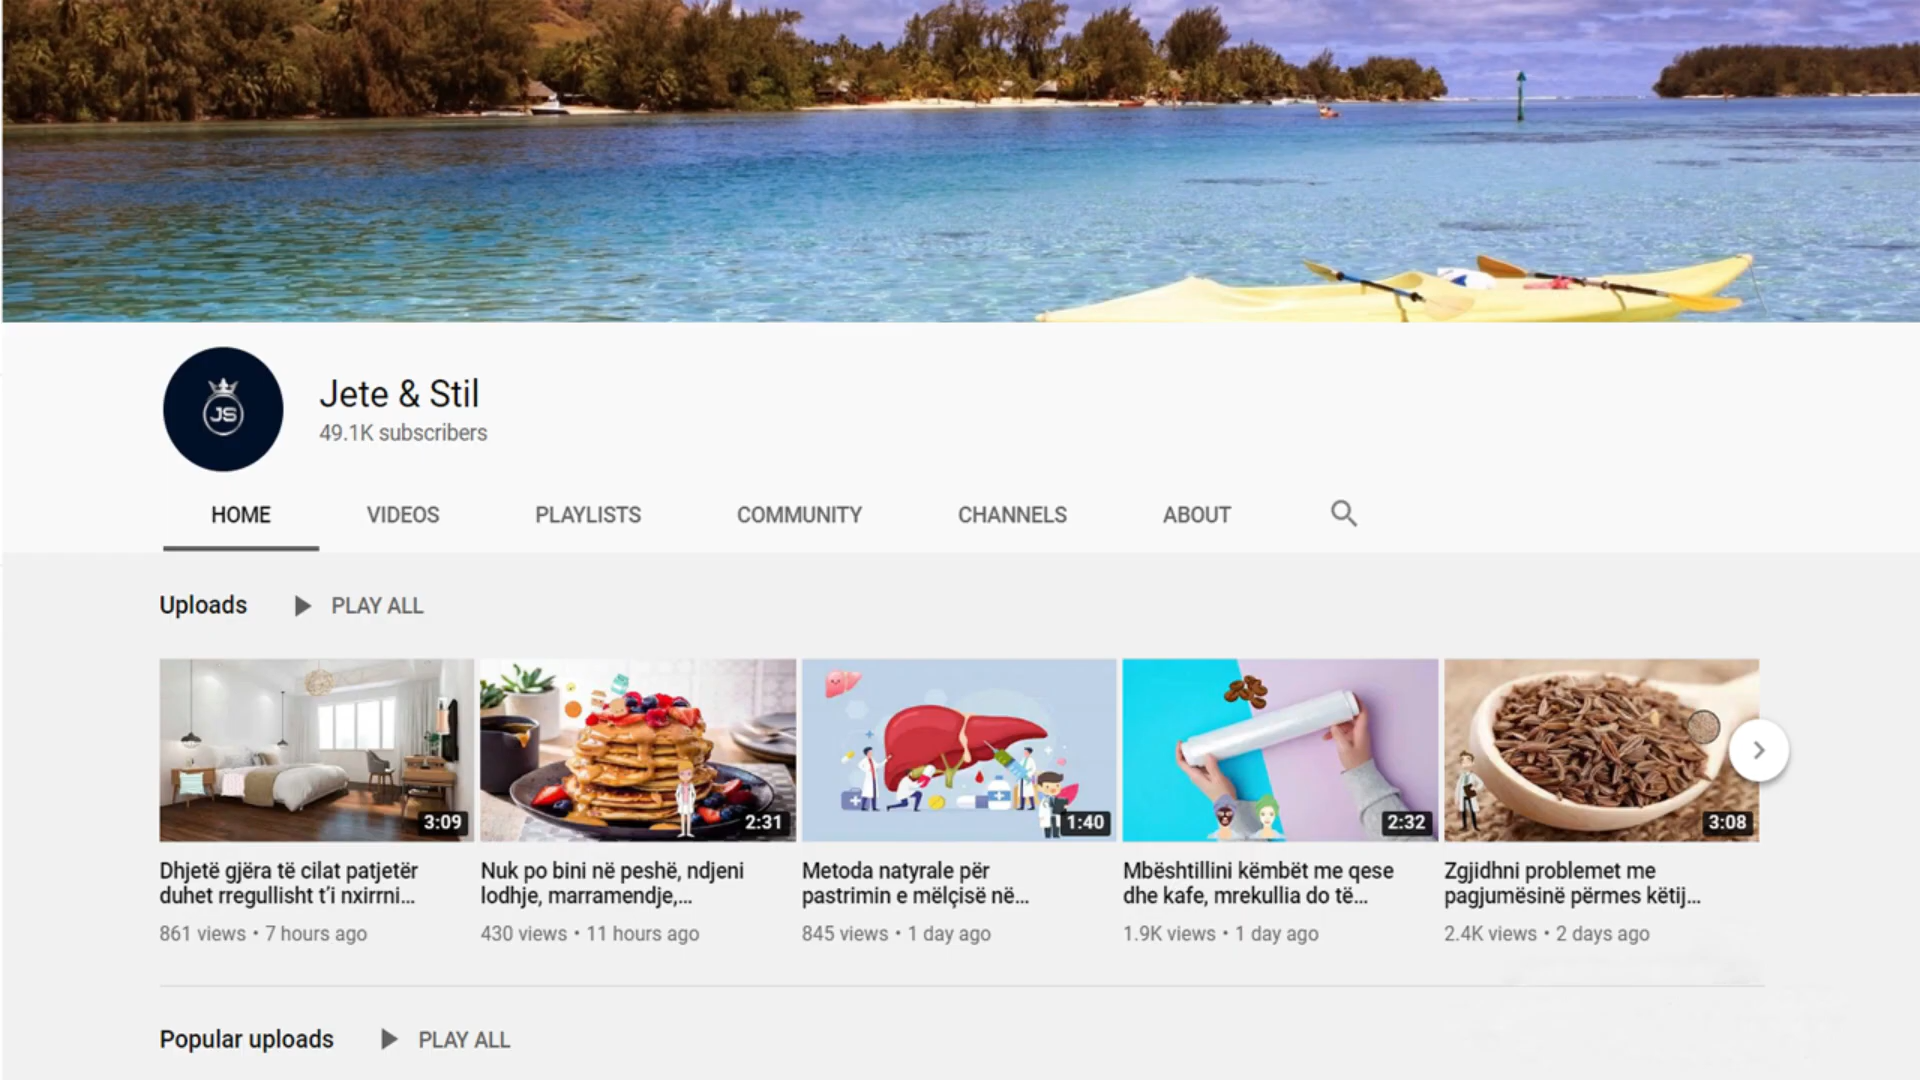 JS
Jete & Stil
49.1K subscribers
HOME VIDEOS PLAYLISTS COMMUNITY CHANNELS ABOUT
Uploads PLAY ALL
3:09 2:31 1:40 2:32 3:08
Dhjetë gjëra të cilat patjetër
duhet rregullisht t'i nxirrni...
861 views • 7 hours ago
Nuk po bini në peshë, ndjeni
lodhje, marramendje,...
430 views • 11 hours ago
Metoda natyrale për
pastrimin e mëlçisë në...
845 views • 1 day ago
Mbështillini këmbët me qese
dhe kafe, mrekullia do të...
1.9K views • 1 day ago
Zgjidhni problemet me
pagjumësinë përmes këtij...
2.4K views • 2 days ago
Popular uploads PLAY ALL